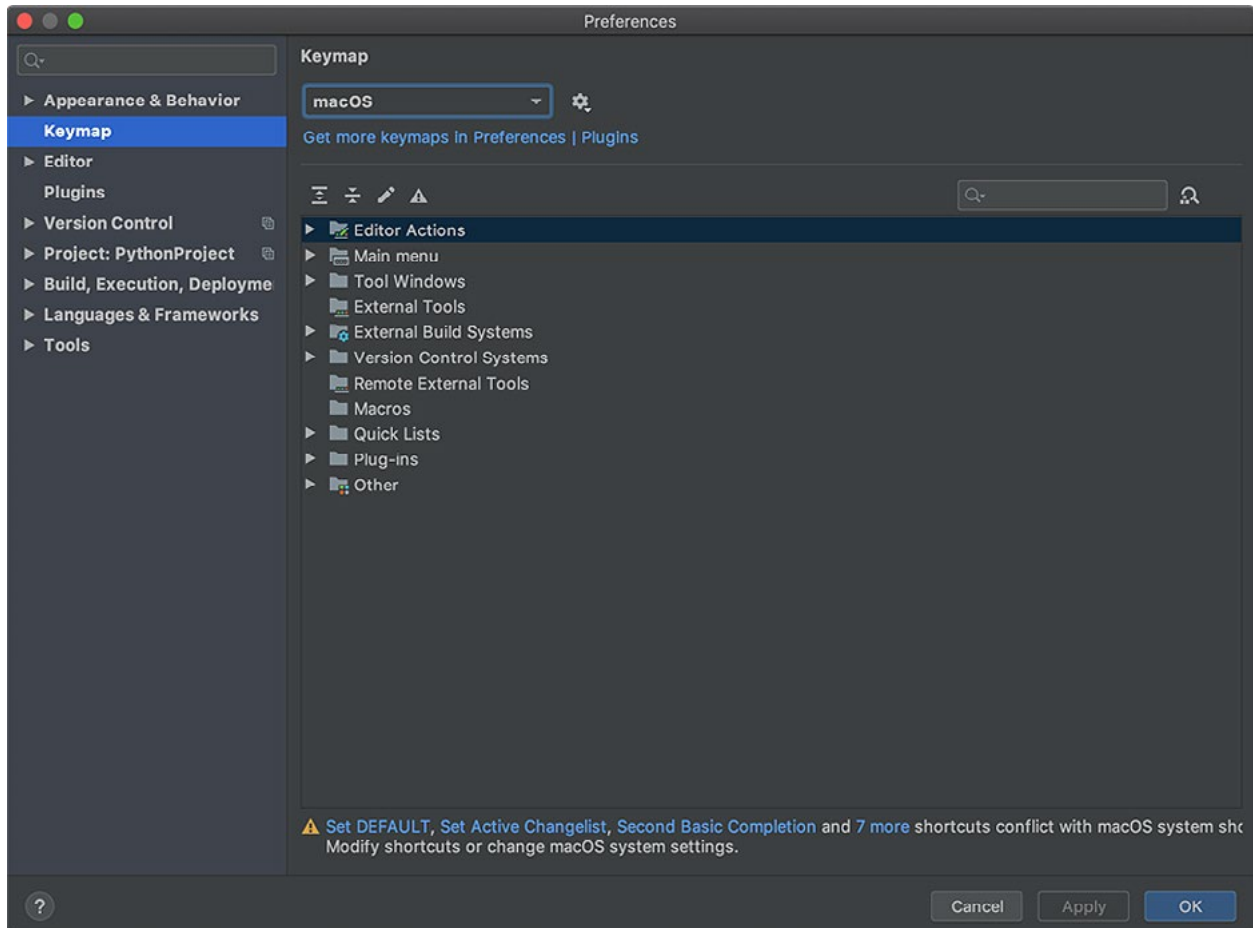 Preferences
Appearance & Behavior
Keymap
Editor
Plugins
Version Control
Project: PythonProject
Build, Execution, Deployme
Languages & Frameworks
Tools
Keymap
macOS
Get more keymaps in Preferences | Plugins
Editor Actions
Main menu
Tool Windows
External Tools
External Build Systems
Version Control Systems
Remote External Tools
Macros
Quick Lists
Plug-ins
Other
Set DEFAULT, Set Active Changelist, Second Basic Completion and 7 more shortcuts conflict with macOS system sho
Modify shortcuts or change macOS system settings.
?
Cancel
Apply
OK